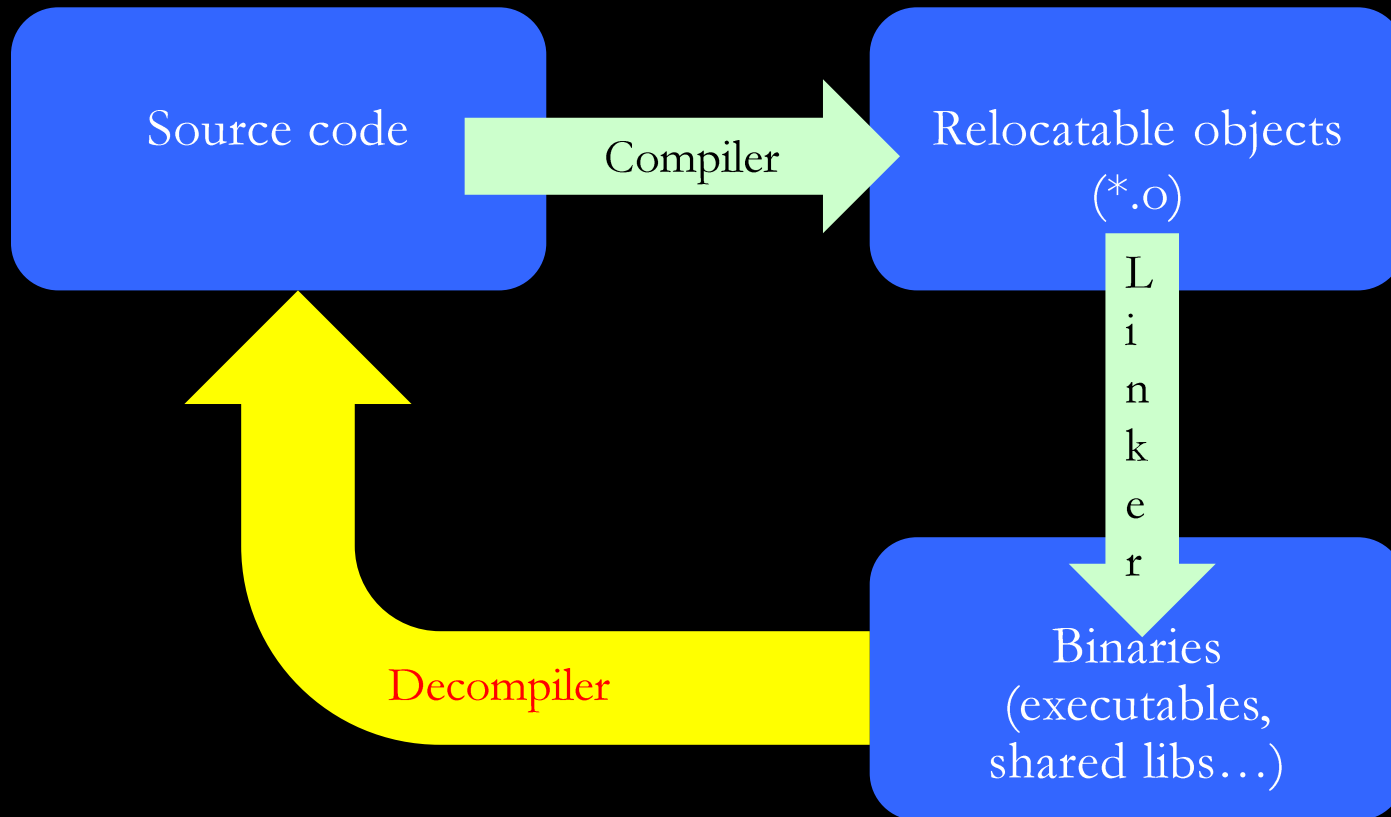 Source code
Compiler
Relocatable objects
(*.o)
L
i
n
k
e
r
Decompiler
Binaries
(executables,
shared libs…)